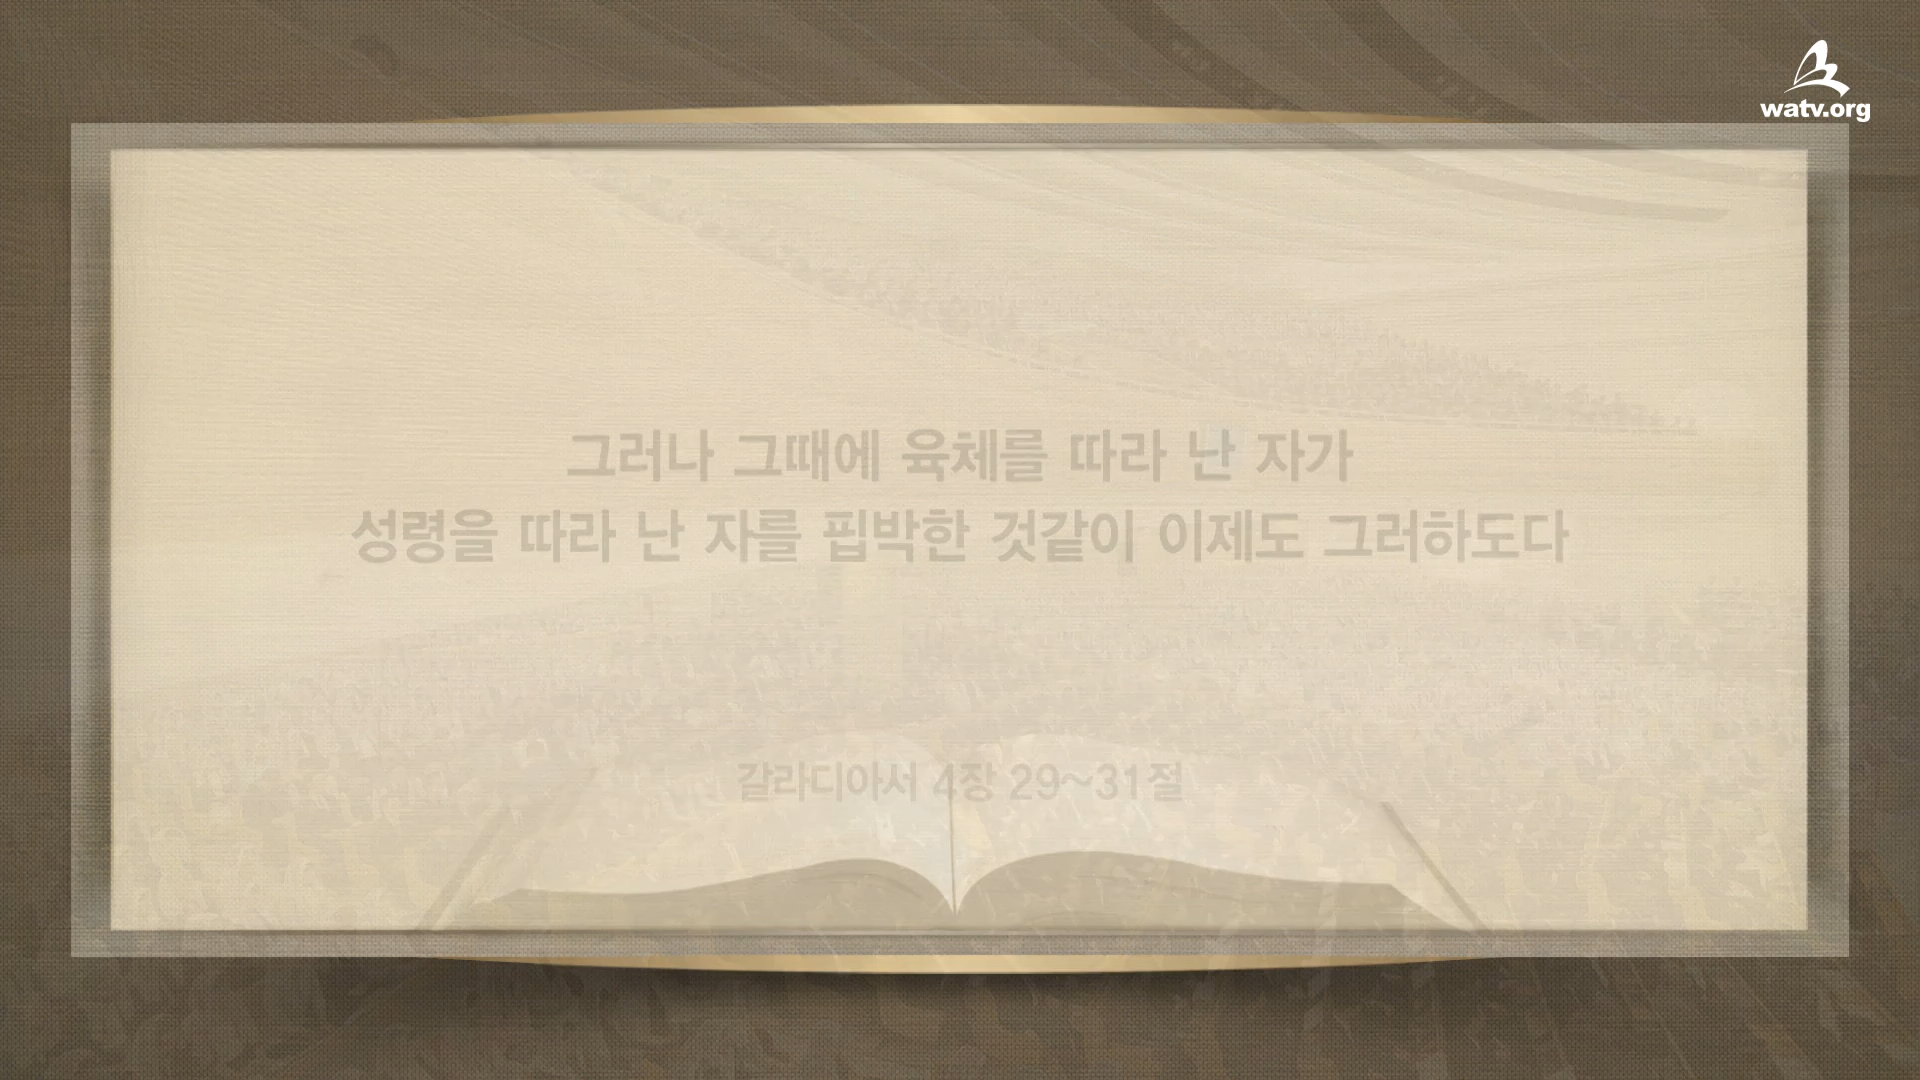 watv.org
그러나 그때에 육체를 따라 난 자가
성령을 따라 난 자를 핍박한 것같이 이제도 그러하도다
갈라디아서 4장 29~31절